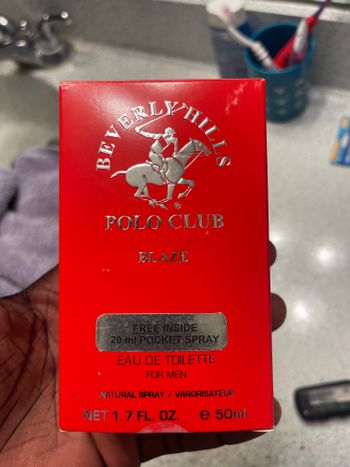 BEVERLY HILLS
®
POLO CLUB
BLAZE
FREE INSIDE
20 ml POCKET SPRAY
EAU DE TOILETTE
FOR MEN
NATURAL SPRAY / VAPORISATEUR
NET 1.7 FL. OZ. ℮ 50ml